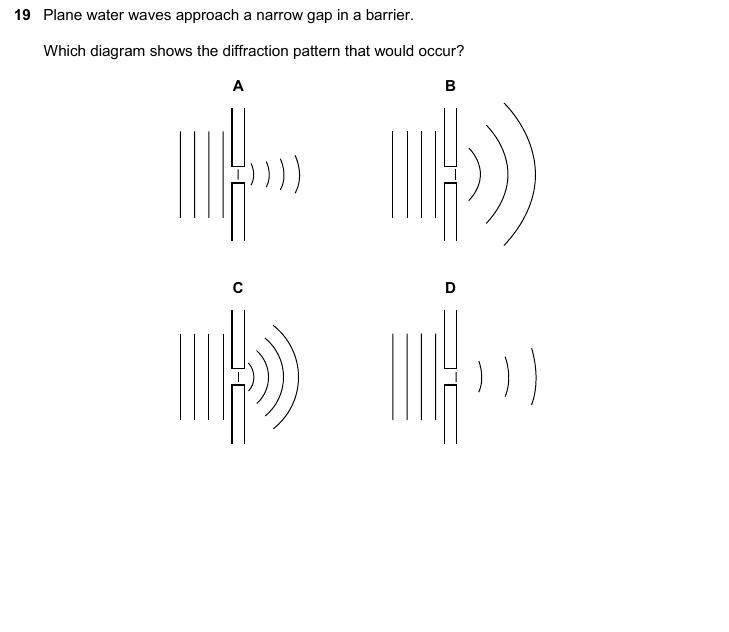 19 Plane water waves approach a narrow gap in a barrier.
Which diagram shows the diffraction pattern that would occur?
A B
C D